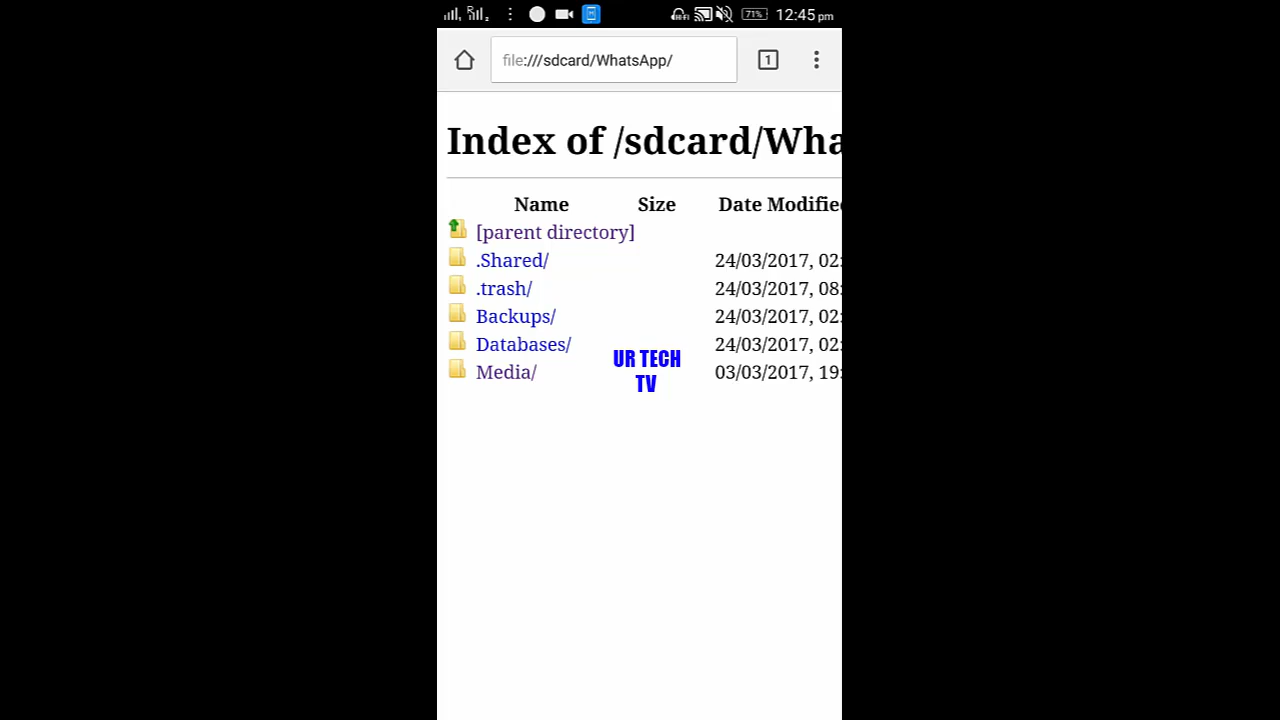 71% 12:45 pm
file:///sdcard/WhatsApp/ 1
Index of /sdcard/Wha
Name Size Date Modifie
[parent directory]
.Shared/ 24/03/2017, 02:
.trash/ 24/03/2017, 08:
Backups/ 24/03/2017, 02:
Databases/ 24/03/2017, 02:
Media/ 03/03/2017, 19:
UR TECH
TV